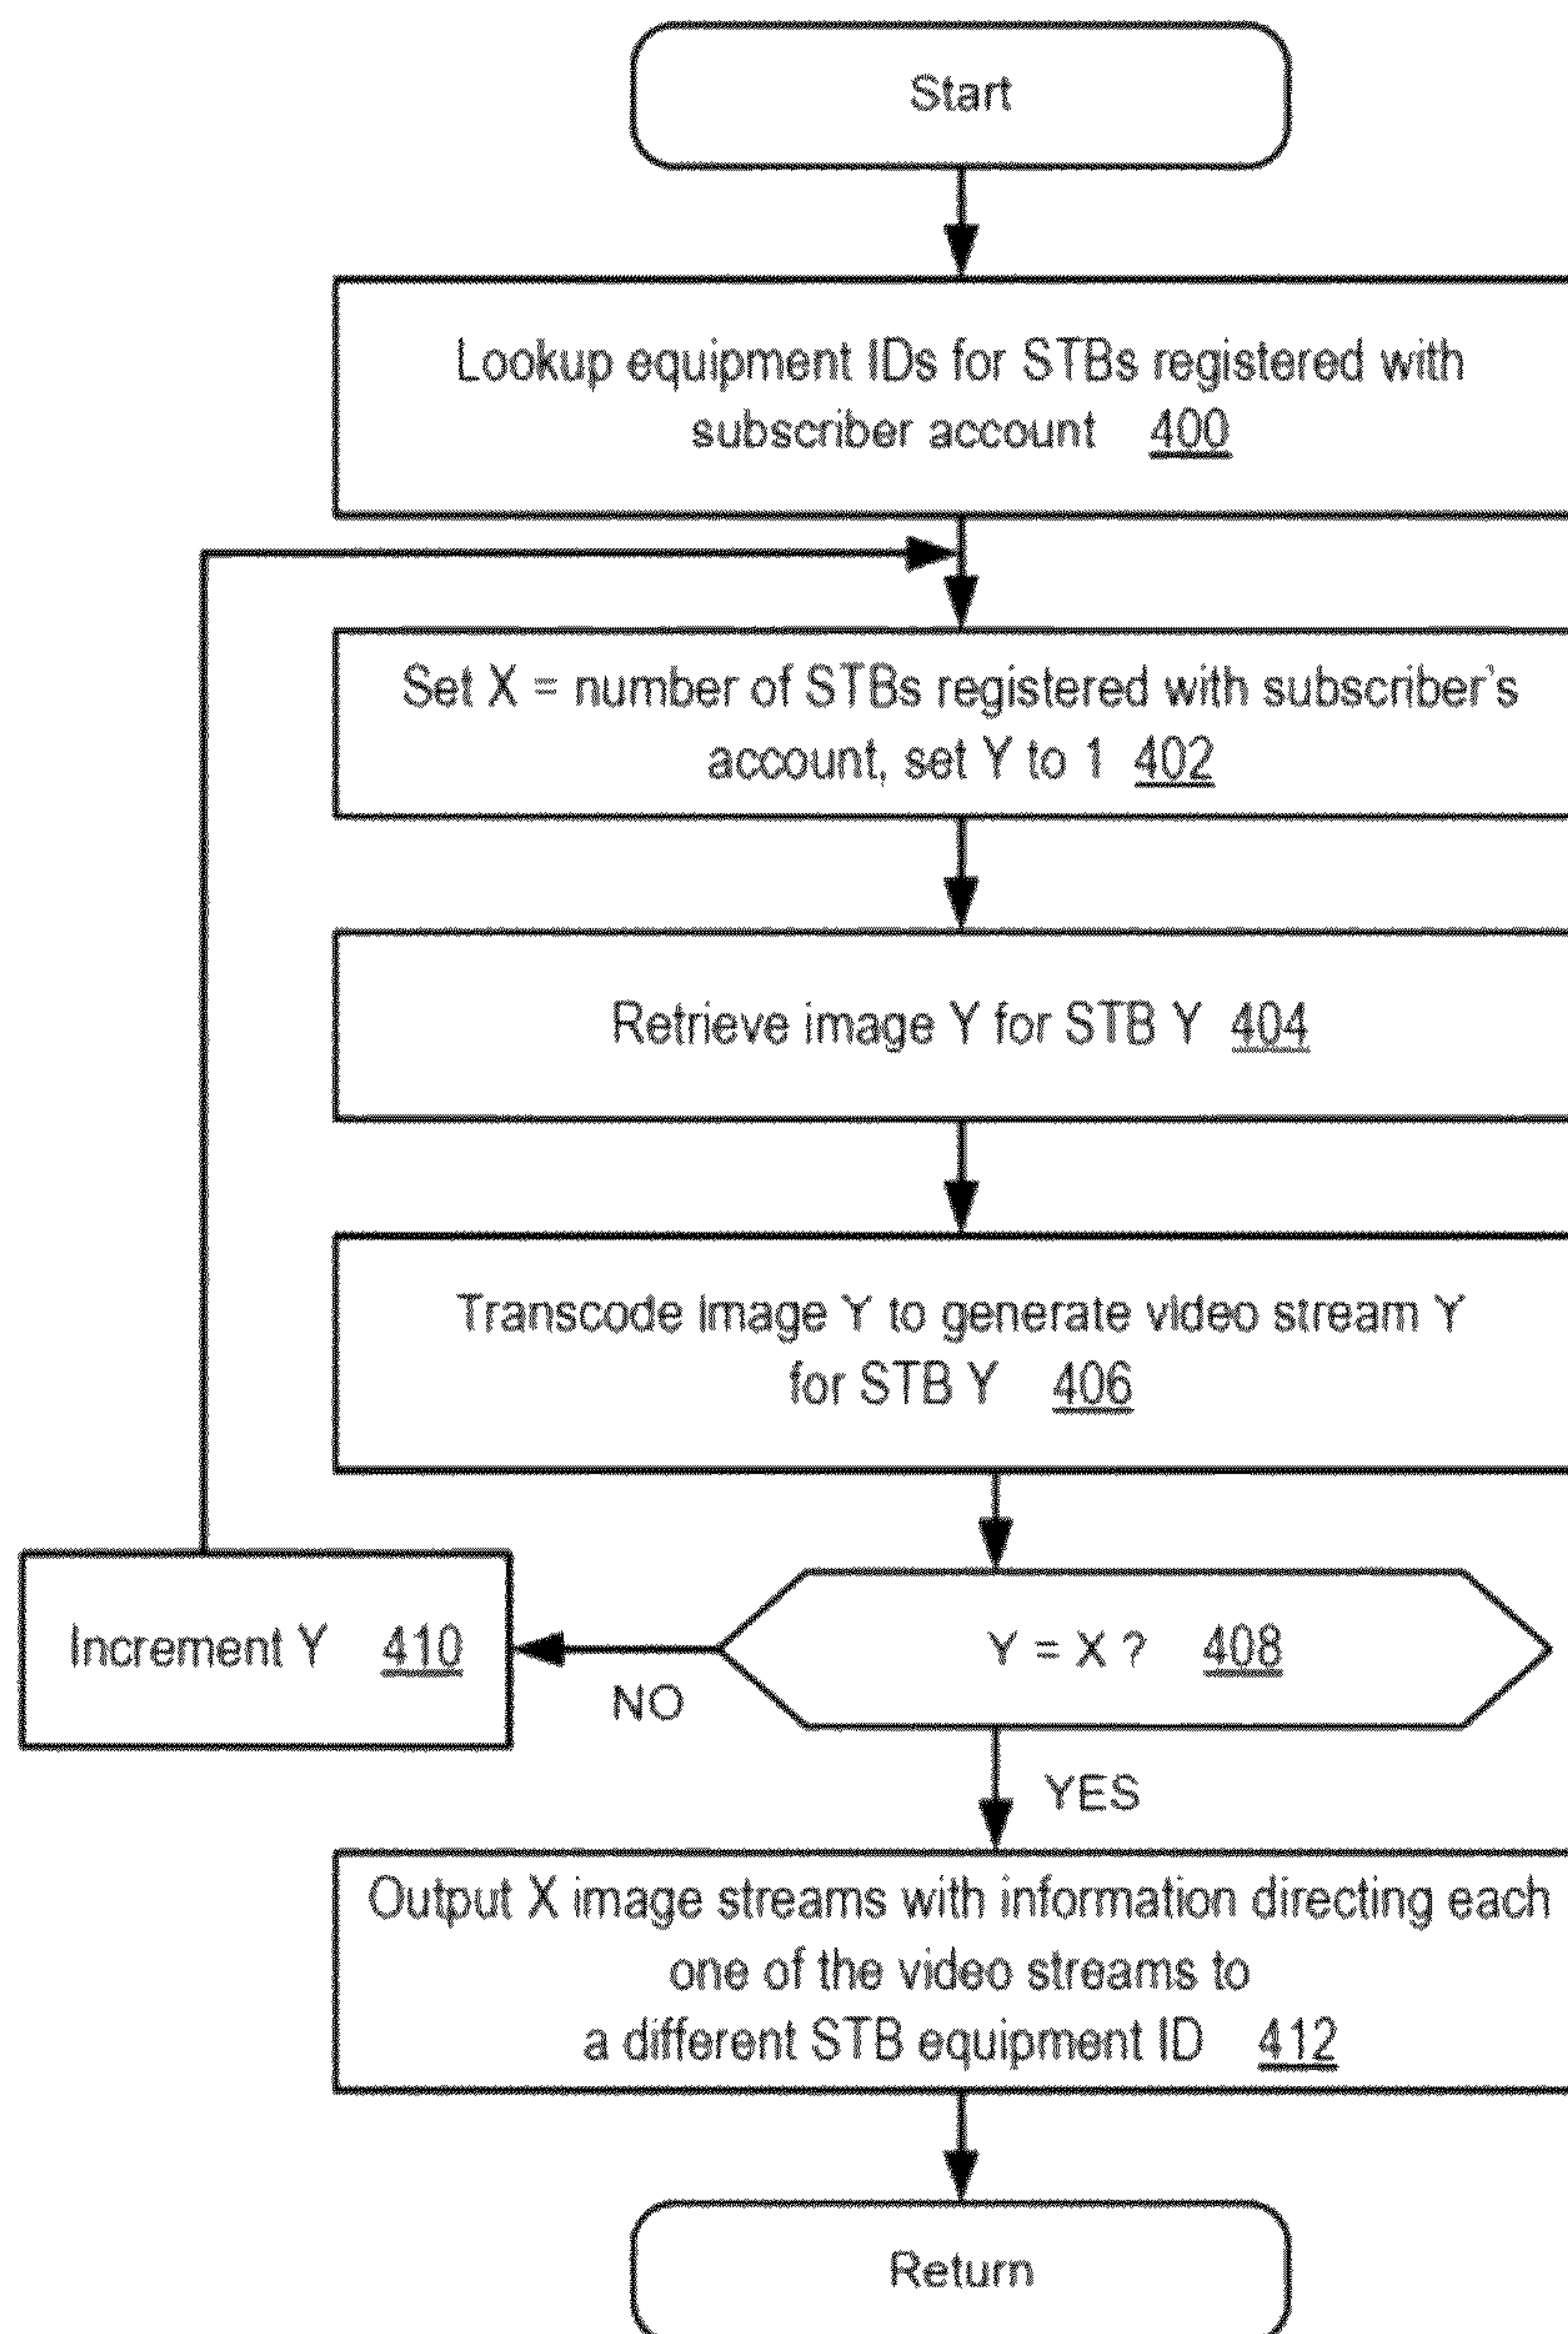 Start
Lookup equipment IDs for STBs registered with
subscriber account 400
Set X = number of STBs registered with subscriber's
account, set Y to 1 402
Retrieve image Y for STB Y 404
Transcode image Y to generate video stream Y
for STB Y 406
Y = X ? 408
NO
Increment Y 410
YES
Output X image streams with information directing each
one of the video streams to
a different STB equipment ID 412
Return